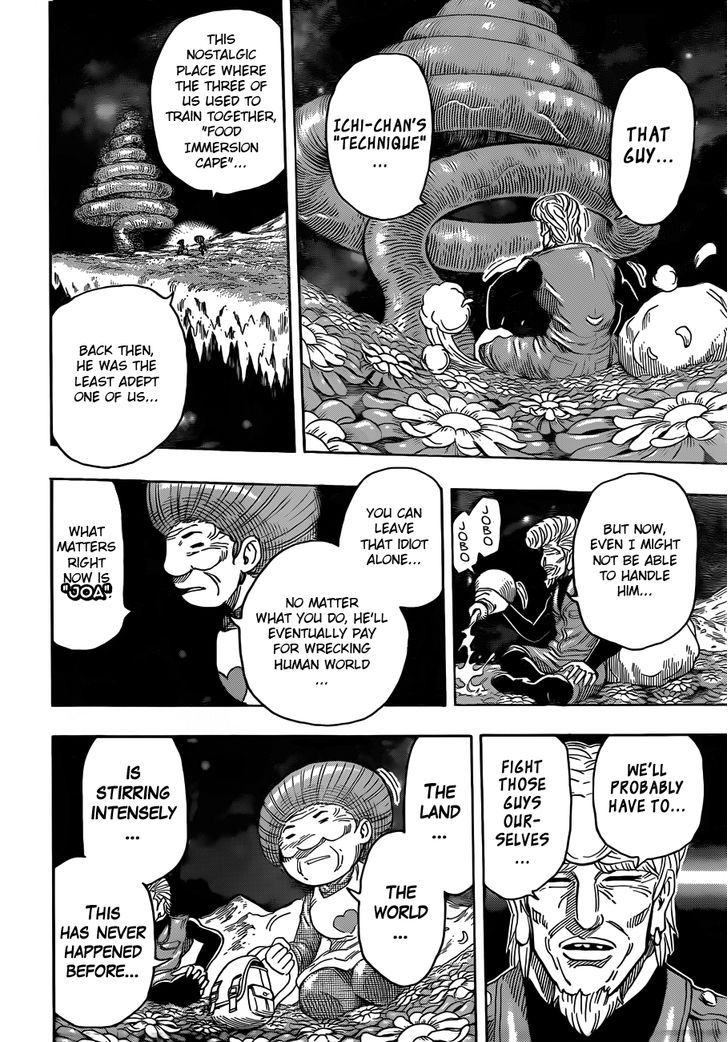 THAT
GUY...
ICHI-CHAN'S
"TECHNIQUE"
...
THIS
NOSTALGIC
PLACE WHERE
THE THREE OF
US USED TO
TRAIN TOGETHER,
"FOOD
IMMERSION
CAPE"...
BACK THEN,
HE WAS THE
LEAST ADEPT
ONE OF US...
BUT NOW,
EVEN I MIGHT
NOT BE ABLE
TO HANDLE
HIM...
JOBO
JOBO
YOU CAN
LEAVE
THAT IDIOT
ALONE...
NO MATTER
WHAT YOU DO, HE'LL
EVENTUALLY PAY
FOR WRECKING
HUMAN WORLD
...
WHAT
MATTERS
RIGHT
NOW IS
"JOA".
WE'LL
PROBABLY
HAVE TO...
FIGHT
THOSE
GUYS
OUR-
SELVES
...
THE
LAND
...
THE
WORLD
...
IS
STIRRING
INTENSELY
...
THIS
HAS NEVER
HAPPENED
BEFORE...